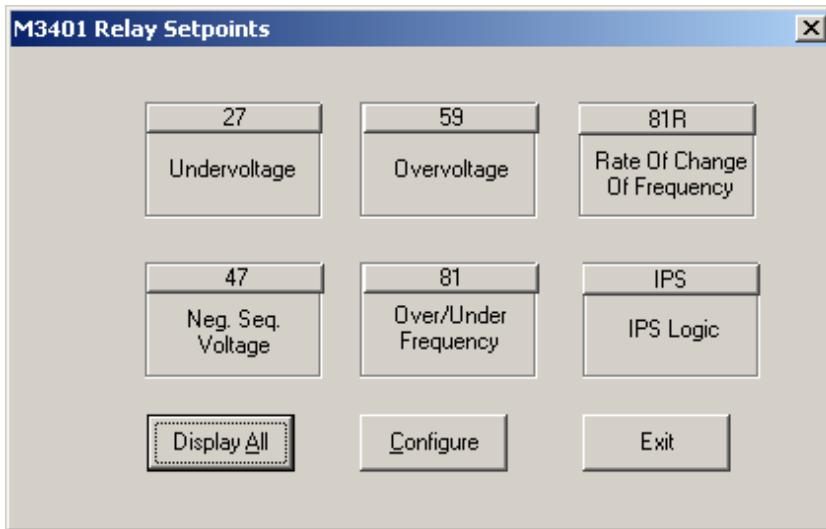 M3401 Relay Setpoints
27
Undervoltage
59
Overvoltage
81R
Rate Of Change
Of Frequency
47
Neg. Seq.
Voltage
81
Over/Under
Frequency
IPS
IPS Logic
Display All
Configure
Exit